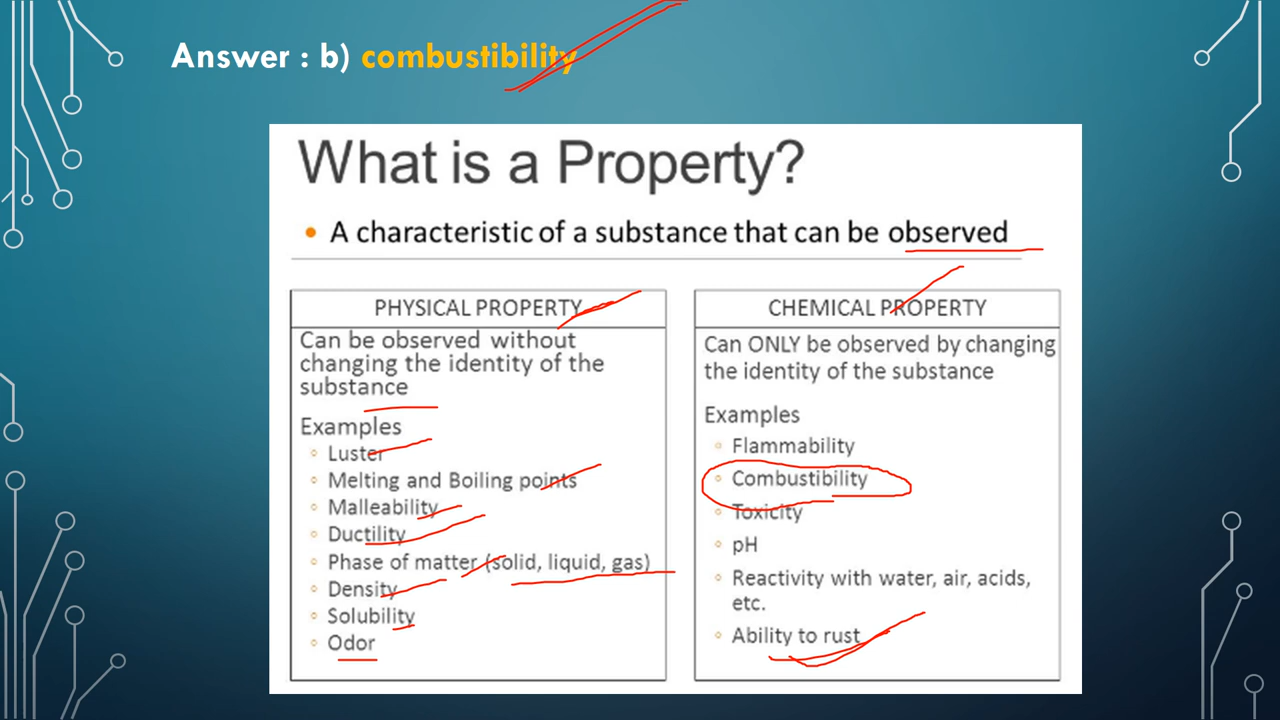 Answer : b) combustibility
What is a Property?
• A characteristic of a substance that can be observed
PHYSICAL PROPERTY
Can be observed without
changing the identity of the
substance
Examples
◦ Luster
◦ Melting and Boiling points
◦ Malleability
◦ Ductility
◦ Phase of matter (solid, liquid, gas)
◦ Density
◦ Solubility
◦ Odor
CHEMICAL PROPERTY
Can ONLY be observed by changing
the identity of the substance
Examples
◦ Flammability
◦ Combustibility
◦ Toxicity
◦ pH
◦ Reactivity with water, air, acids,
etc.
◦ Ability to rust